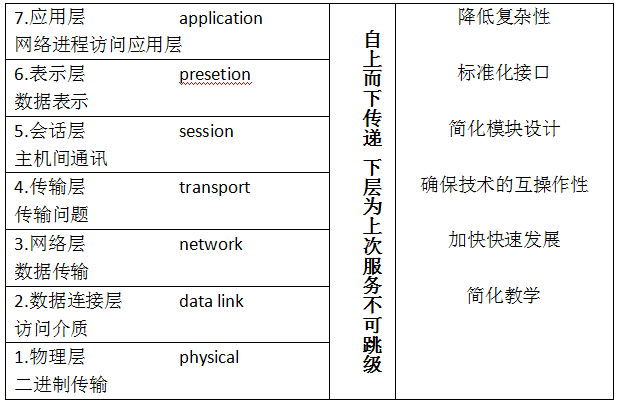 7.应用层 application
网络进程访问应用层
6.表示层 presetion
数据表示
5.会话层 session
主机间通讯
4.传输层 transport
传输问题
3.网络层 network
数据传输
2.数据连接层 data link
访问介质
1.物理层 physical
二进制传输
自上而下传递 下层为上次服务不可跳级
降低复杂性
标准化接口
简化模块设计
确保技术的互操作性
加快快速发展
简化教学